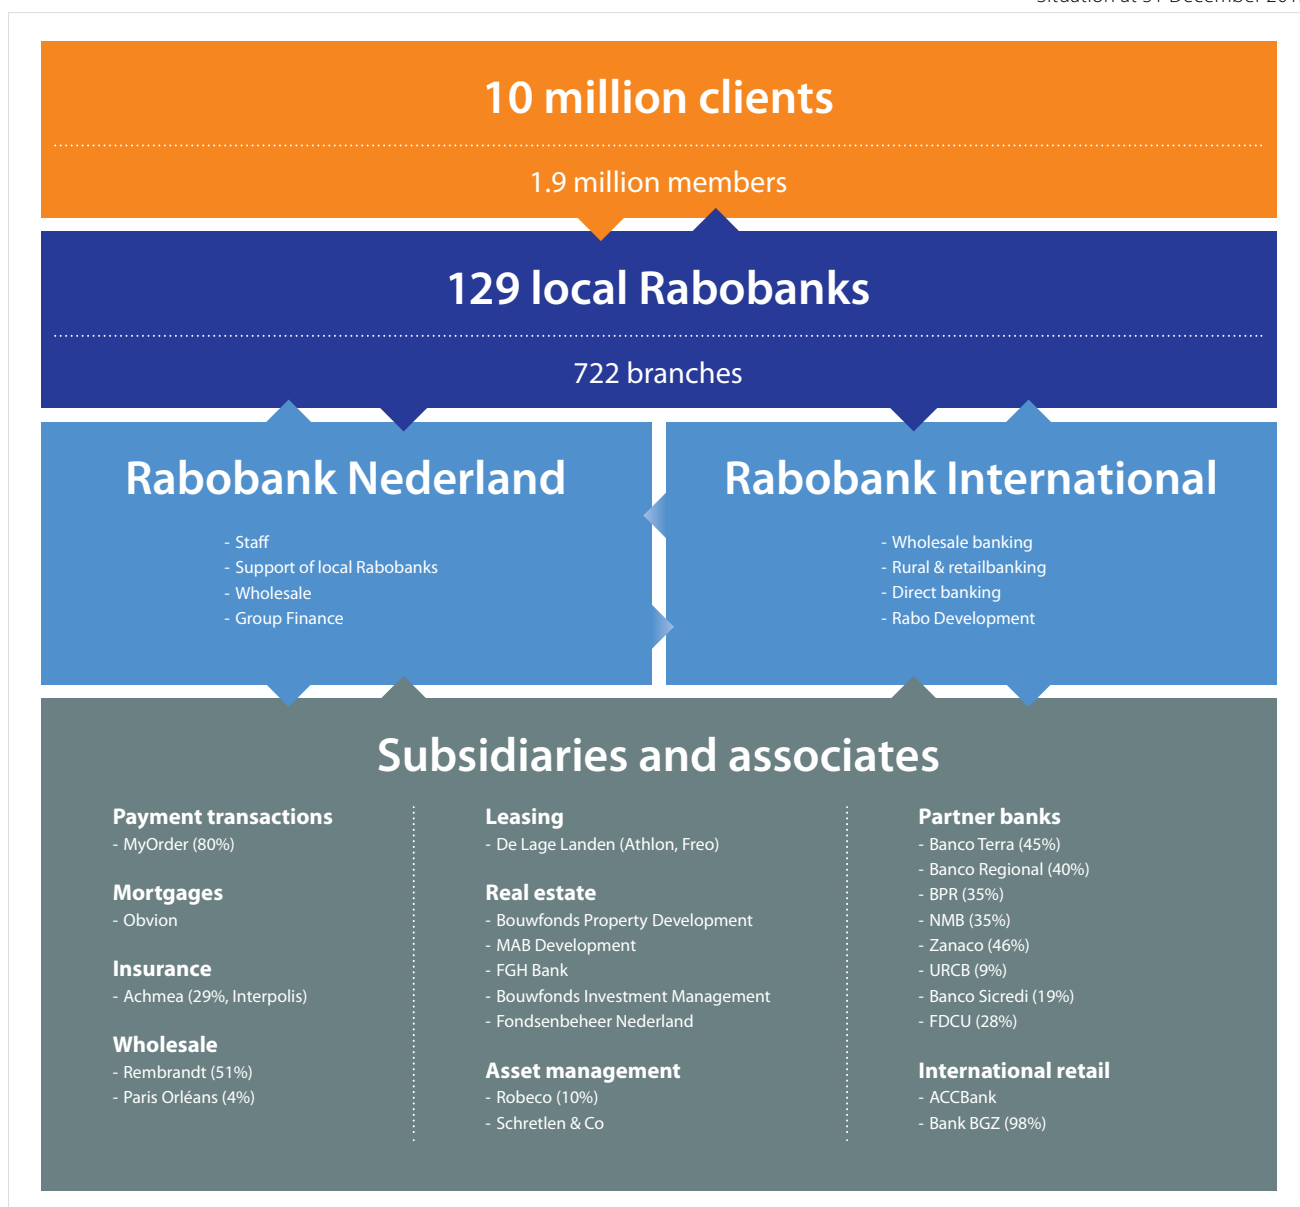 Situation at 31 December 201
10 million clients
1.9 million members
129 local Rabobanks
722 branches
Rabobank Nederland
- Staff
- Support of local Rabobanks
- Wholesale
- Group Finance
Rabobank International
- Wholesale banking
- Rural & retailbanking
- Direct banking
- Rabo Development
Subsidiaries and associates
Payment transactions
- MyOrder (80%)
Mortgages
- Obvion
Insurance
- Achmea (29%, Interpolis)
Wholesale
- Rembrandt (51%)
- Paris Orléans (4%)
Leasing
- De Lage Landen (Athlon, Freo)
Real estate
- Bouwfonds Property Development
- MAB Development
- FGH Bank
- Bouwfonds Investment Management
- Fondsenbeheer Nederland
Asset management
- Robeco (10%)
- Schretlen & Co
Partner banks
- Banco Terra (45%)
- Banco Regional (40%)
- BPR (35%)
- NMB (35%)
- Zanaco (46%)
- URCB (9%)
- Banco Sicredi (19%)
- FDCU (28%)
International retail
- ACCBank
- Bank BGZ (98%)